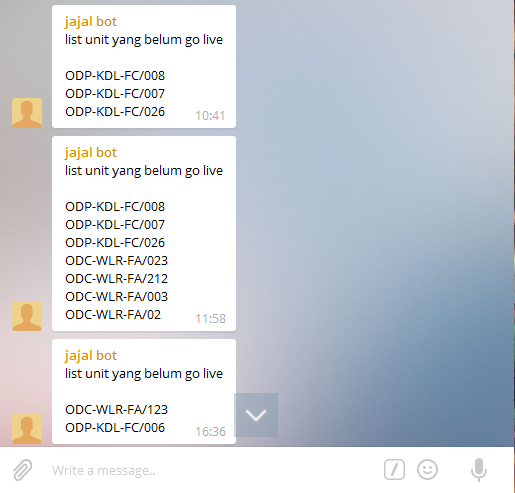 jajal bot
list unit yang belum go live
ODP-KDL-FC/008
ODP-KDL-FC/007
ODP-KDL-FC/026
10:41
jajal bot
list unit yang belum go live
ODP-KDL-FC/008
ODP-KDL-FC/007
ODP-KDL-FC/026
ODC-WLR-FA/023
ODC-WLR-FA/212
ODC-WLR-FA/003
ODC-WLR-FA/02
11:58
jajal bot
list unit yang belum go live
ODC-WLR-FA/123
ODP-KDL-FC/006
16:36
Write a message..